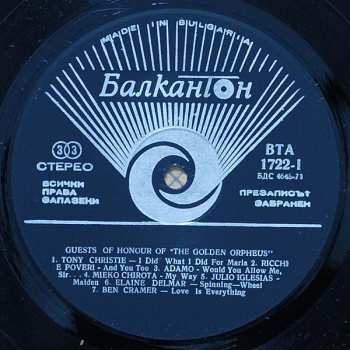 MADE IN BULGARIA
Балкантон
33
СТЕРЕО
ВТА
1722-1
БДС 6565-71
ВСИЧКИ
ПРАВА
ЗАПАЗЕНИ
ПРЕЗАПИСЪТ
ЗАБРАНЕН
GUESTS OF HONOUR OF "THE GOLDEN ORPHEUS"
1. TONY CHRISTIE — I Did What I Did For Maria 2. RICCHI
E POVERI - And You Too 3. ADAMO - Would You Allow Me,
Sir... 4. MIEKO CHIROTA - My Way 5. JULIO IGLESIAS -
Maiden 6. ELAINE DELMAR — Spinning—Wheel
7. BEN CRAMER — Love is Everything